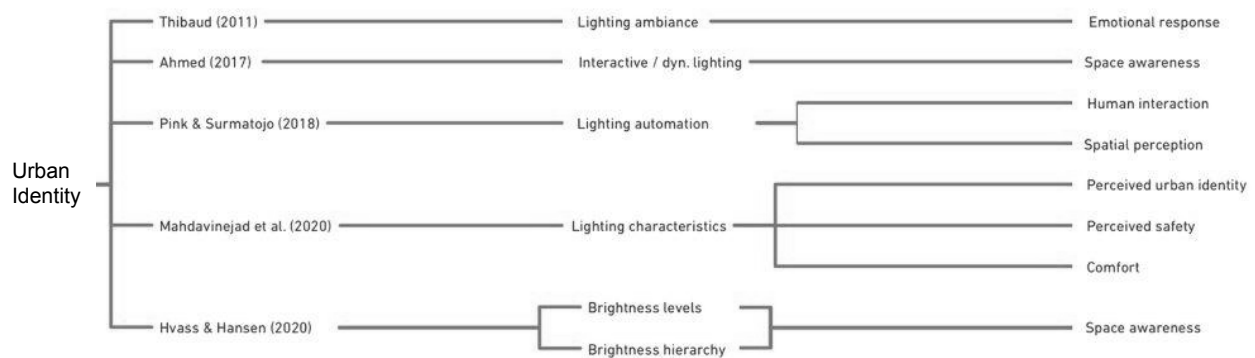 Thibaud (2011) Lighting ambiance Emotional response
Ahmed (2017) Interactive / dyn. lighting Space awareness
Human interaction
Pink & Surmatojo (2018) Lighting automation
Spatial perception
Urban
Identity
Perceived urban identity
Mahdavinejad et al. (2020) Lighting characteristics Perceived safety
Comfort
Brightness levels
Hvass & Hansen (2020) Space awareness
Brightness hierarchy